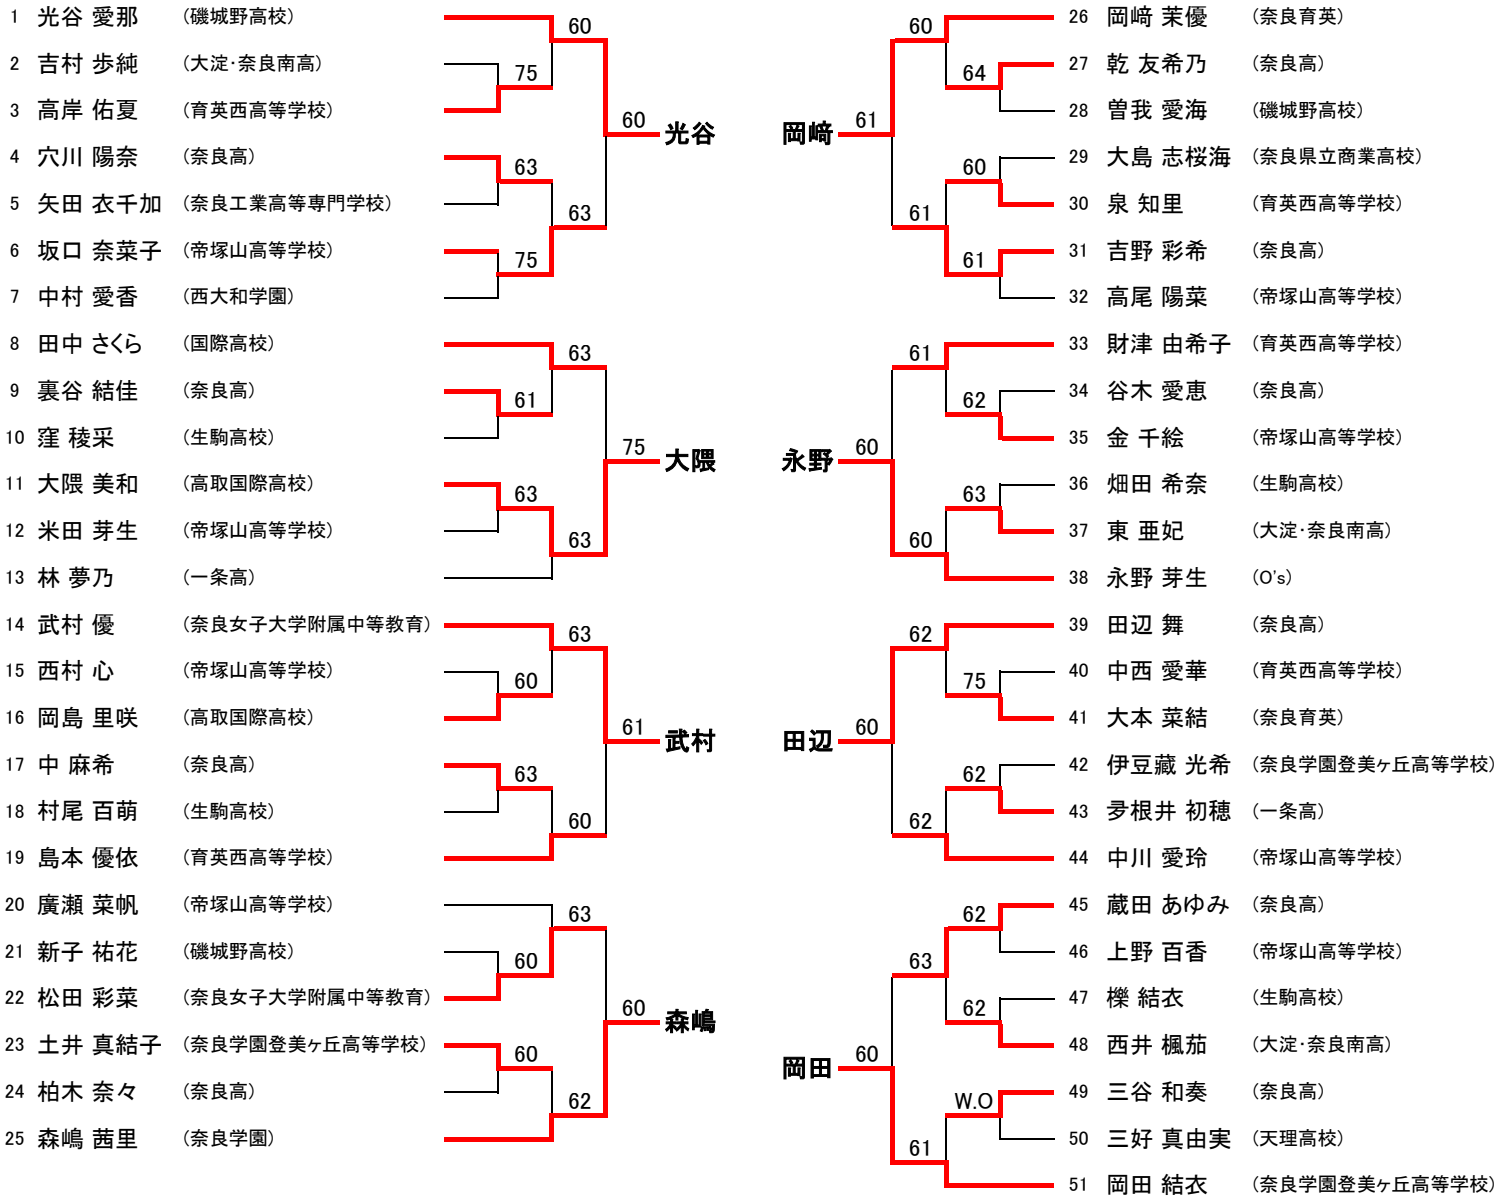 1 光谷 愛那 (磯城野高校)
2 吉村 歩純 (大淀・奈良南高)
3 高岸 佑夏 (育英西高等学校)
4 穴川 陽奈 (奈良高)
5 矢田 衣千加 (奈良工業高等専門学校)
6 坂口 奈菜子 (帝塚山高等学校)
7 中村 愛香 (西大和学園)
8 田中 さくら (国際高校)
9 裏谷 結佳 (奈良高)
10 窪 稜采 (生駒高校)
11 大隈 美和 (高取国際高校)
12 米田 芽生 (帝塚山高等学校)
13 林 夢乃 (一条高)
14 武村 優 (奈良女子大学附属中等教育)
15 西村 心 (帝塚山高等学校)
16 岡島 里咲 (高取国際高校)
17 中 麻希 (奈良高)
18 村尾 百萌 (生駒高校)
19 島本 優依 (育英西高等学校)
20 廣瀬 菜帆 (帝塚山高等学校)
21 新子 祐花 (磯城野高校)
22 松田 彩菜 (奈良女子大学附属中等教育)
23 土井 真結子 (奈良学園登美ヶ丘高等学校)
24 柏木 奈々 (奈良高)
25 森嶋 茜里 (奈良学園)
60
75
60
63
63
75
63
61
75
63
63
63
60
61
63
60
63
60
60
60
62
光谷
大隈
武村
森嶋
岡﨑
永野
田辺
岡田
60
64
61
60
61
61
61
62
60
63
60
62
75
60
62
62
62
63
62
60
W.O
61
26 岡﨑 茉優 (奈良育英)
27 乾 友希乃 (奈良高)
28 曽我 愛海 (磯城野高校)
29 大島 志桜海 (奈良県立商業高校)
30 泉 知里 (育英西高等学校)
31 吉野 彩希 (奈良高)
32 高尾 陽菜 (帝塚山高等学校)
33 財津 由希子 (育英西高等学校)
34 谷木 愛恵 (奈良高)
35 金 千絵 (帝塚山高等学校)
36 畑田 希奈 (生駒高校)
37 東 亜妃 (大淀・奈良南高)
38 永野 芽生 (O's)
39 田辺 舞 (奈良高)
40 中西 愛華 (育英西高等学校)
41 大本 菜結 (奈良育英)
42 伊豆藏 光希 (奈良学園登美ヶ丘高等学校)
43 夛根井 初穂 (一条高)
44 中川 愛玲 (帝塚山高等学校)
45 蔵田 あゆみ (奈良高)
46 上野 百香 (帝塚山高等学校)
47 櫟 結衣 (生駒高校)
48 西井 楓茄 (大淀・奈良南高)
49 三谷 和奏 (奈良高)
50 三好 真由実 (天理高校)
51 岡田 結衣 (奈良学園登美ヶ丘高等学校)